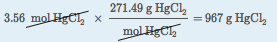 3.56 mol HgCl₂ × 271.49 g HgCl₂ / mol HgCl₂ = 967 g HgCl₂